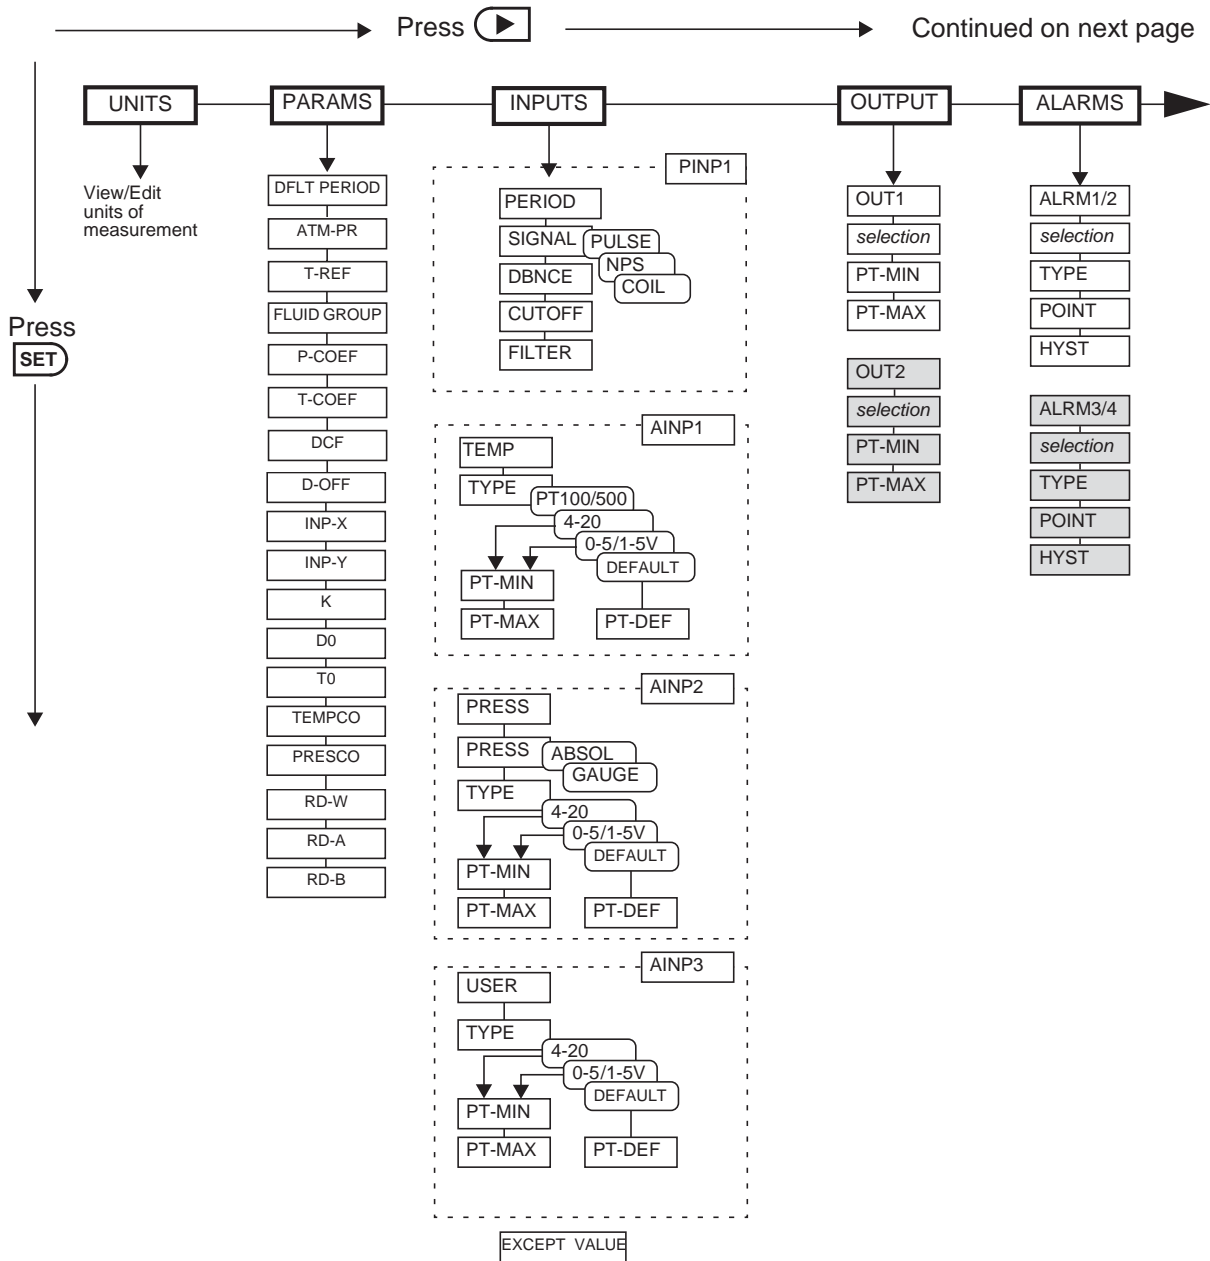 Press
Continued on next page
Press
SET
UNITS
View/Edit
units of
measurement
PARAMS
DFLT PERIOD
ATM-PR
T-REF
FLUID GROUP
P-COEF
T-COEF
DCF
D-OFF
INP-X
INP-Y
K
D0
T0
TEMPCO
PRESCO
RD-W
RD-A
RD-B
INPUTS
PINP1
PERIOD
SIGNAL
PULSE
NPS
COIL
DBNCE
CUTOFF
FILTER
AINP1
TEMP
TYPE
PT100/500
4-20
0-5/1-5V
DEFAULT
PT-MIN
PT-MAX
PT-DEF
AINP2
PRESS
PRESS
ABSOL
GAUGE
TYPE
4-20
0-5/1-5V
DEFAULT
PT-MIN
PT-MAX
PT-DEF
AINP3
USER
TYPE
4-20
0-5/1-5V
DEFAULT
PT-MIN
PT-MAX
PT-DEF
EXCEPT VALUE
OUTPUT
OUT1
selection
PT-MIN
PT-MAX
OUT2
selection
PT-MIN
PT-MAX
ALARMS
ALRM1/2
selection
TYPE
POINT
HYST
ALRM3/4
selection
TYPE
POINT
HYST